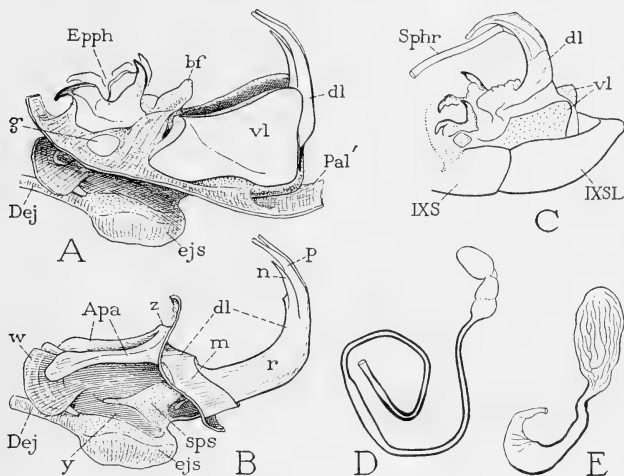 Epph
bf
dl
g
vl
Pal′
Dej
ejs
A
Sphr
dl
vl
IXS
IXSL
C
p
n
z
dl
Apa
m
w
r
Dej
y
ejs
sps
B
D
E